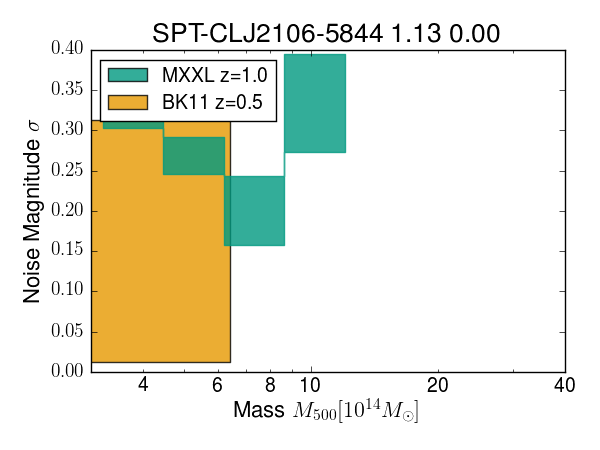 SPT-CLJ2106-5844 1.13 0.00
0.40
0.35
0.30
0.25
0.20
0.15
0.10
0.05
0.00
Noise Magnitude σ
MXXL z=1.0
BK11 z=0.5
4 6 8 10 20 40
Mass M₅₀₀[10¹⁴M☉]